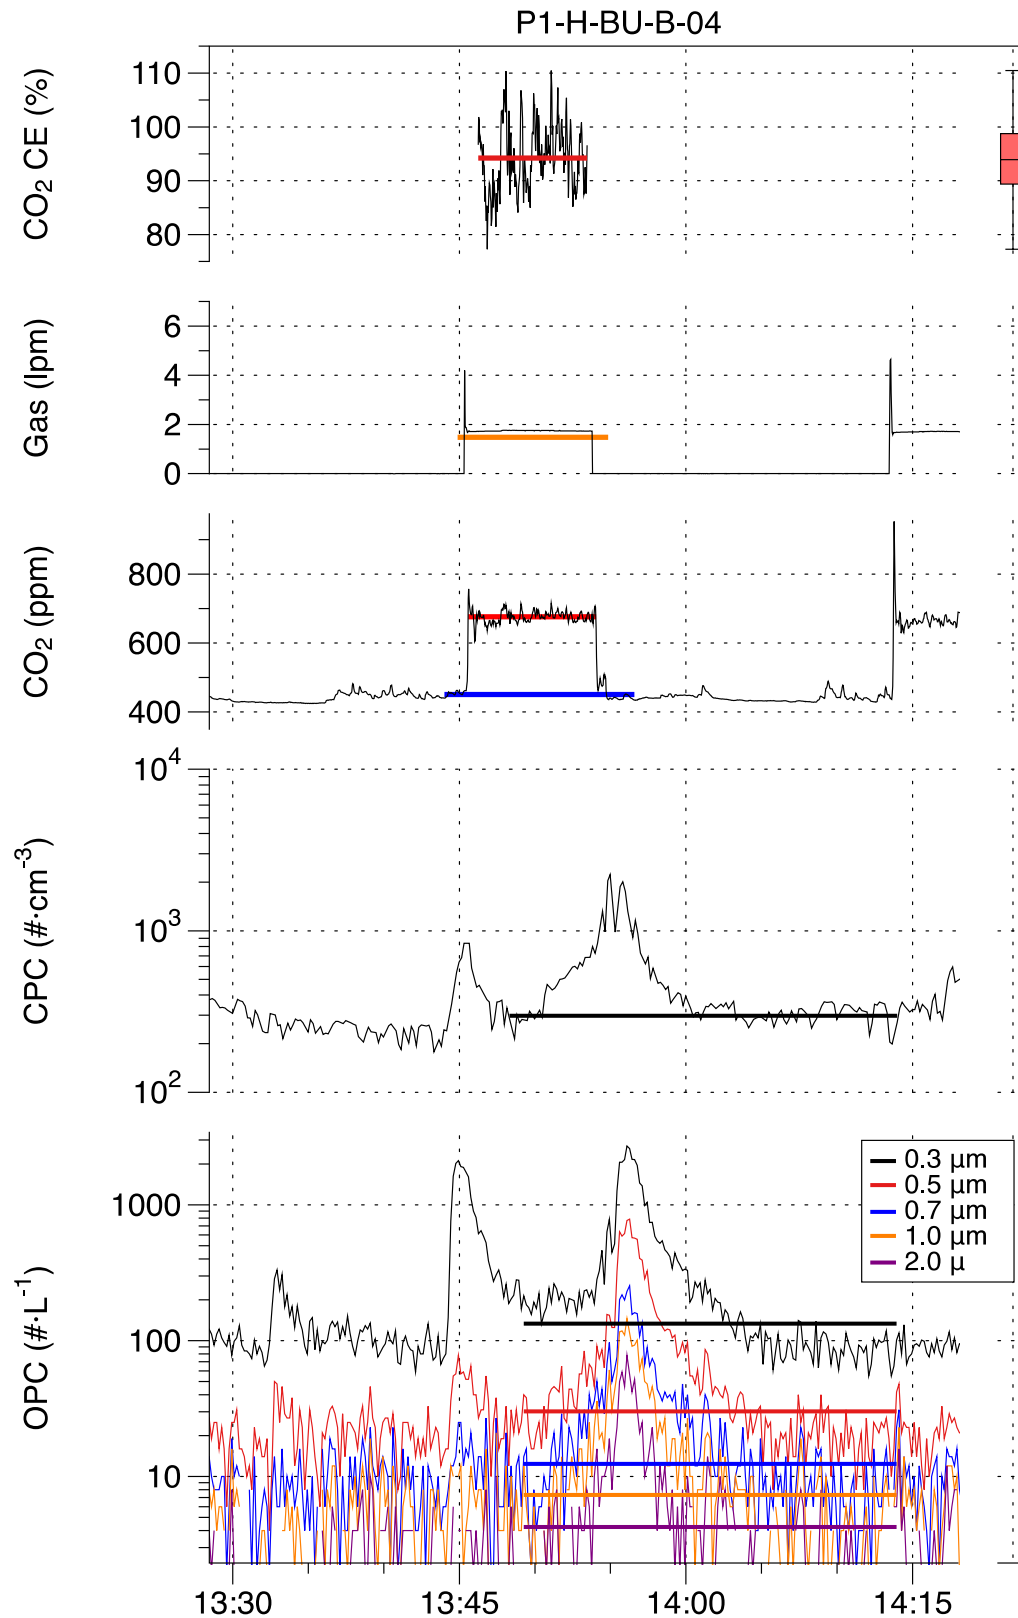 P1-H-BU-B-04
CO2 CE (%)
110
100
90
80
Gas (lpm)
6
4
2
0
CO2 (ppm)
800
600
400
CPC (#·cm-3)
10^4
10^3
10^2
OPC (#·L-1)
1000
100
10
0.3 µm
0.5 µm
0.7 µm
1.0 µm
2.0 µ
13:30 13:45 14:00 14:15